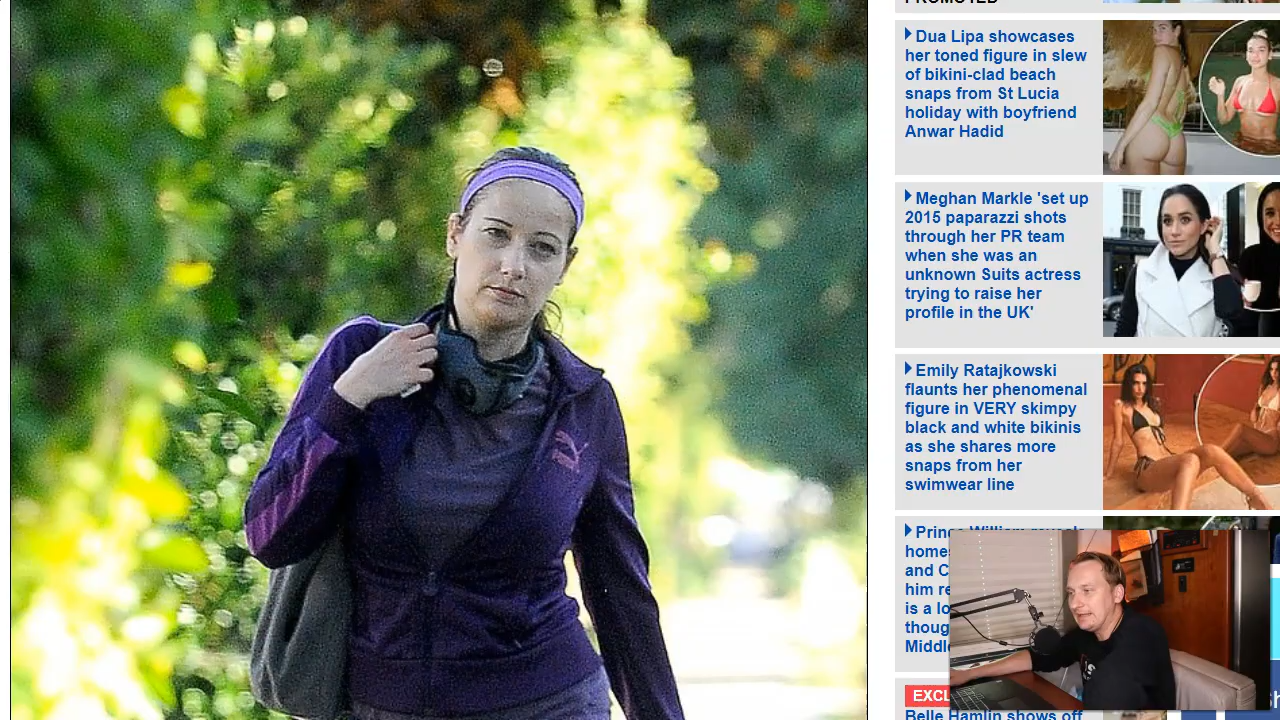 PROMOTED
Dua Lipa showcases
her toned figure in slew
of bikini-clad beach
snaps from St Lucia
holiday with boyfriend
Anwar Hadid
Meghan Markle 'set up
2015 paparazzi shots
through her PR team
when she was an
unknown Suits actress
trying to raise her
profile in the UK'
Emily Ratajkowski
flaunts her phenomenal
figure in VERY skimpy
black and white bikinis
as she shares more
snaps from her
swimwear line
Prince William reveals
and C
him re
is a lo
thoug
Middl
EXCL
Belle Hamlin shows off